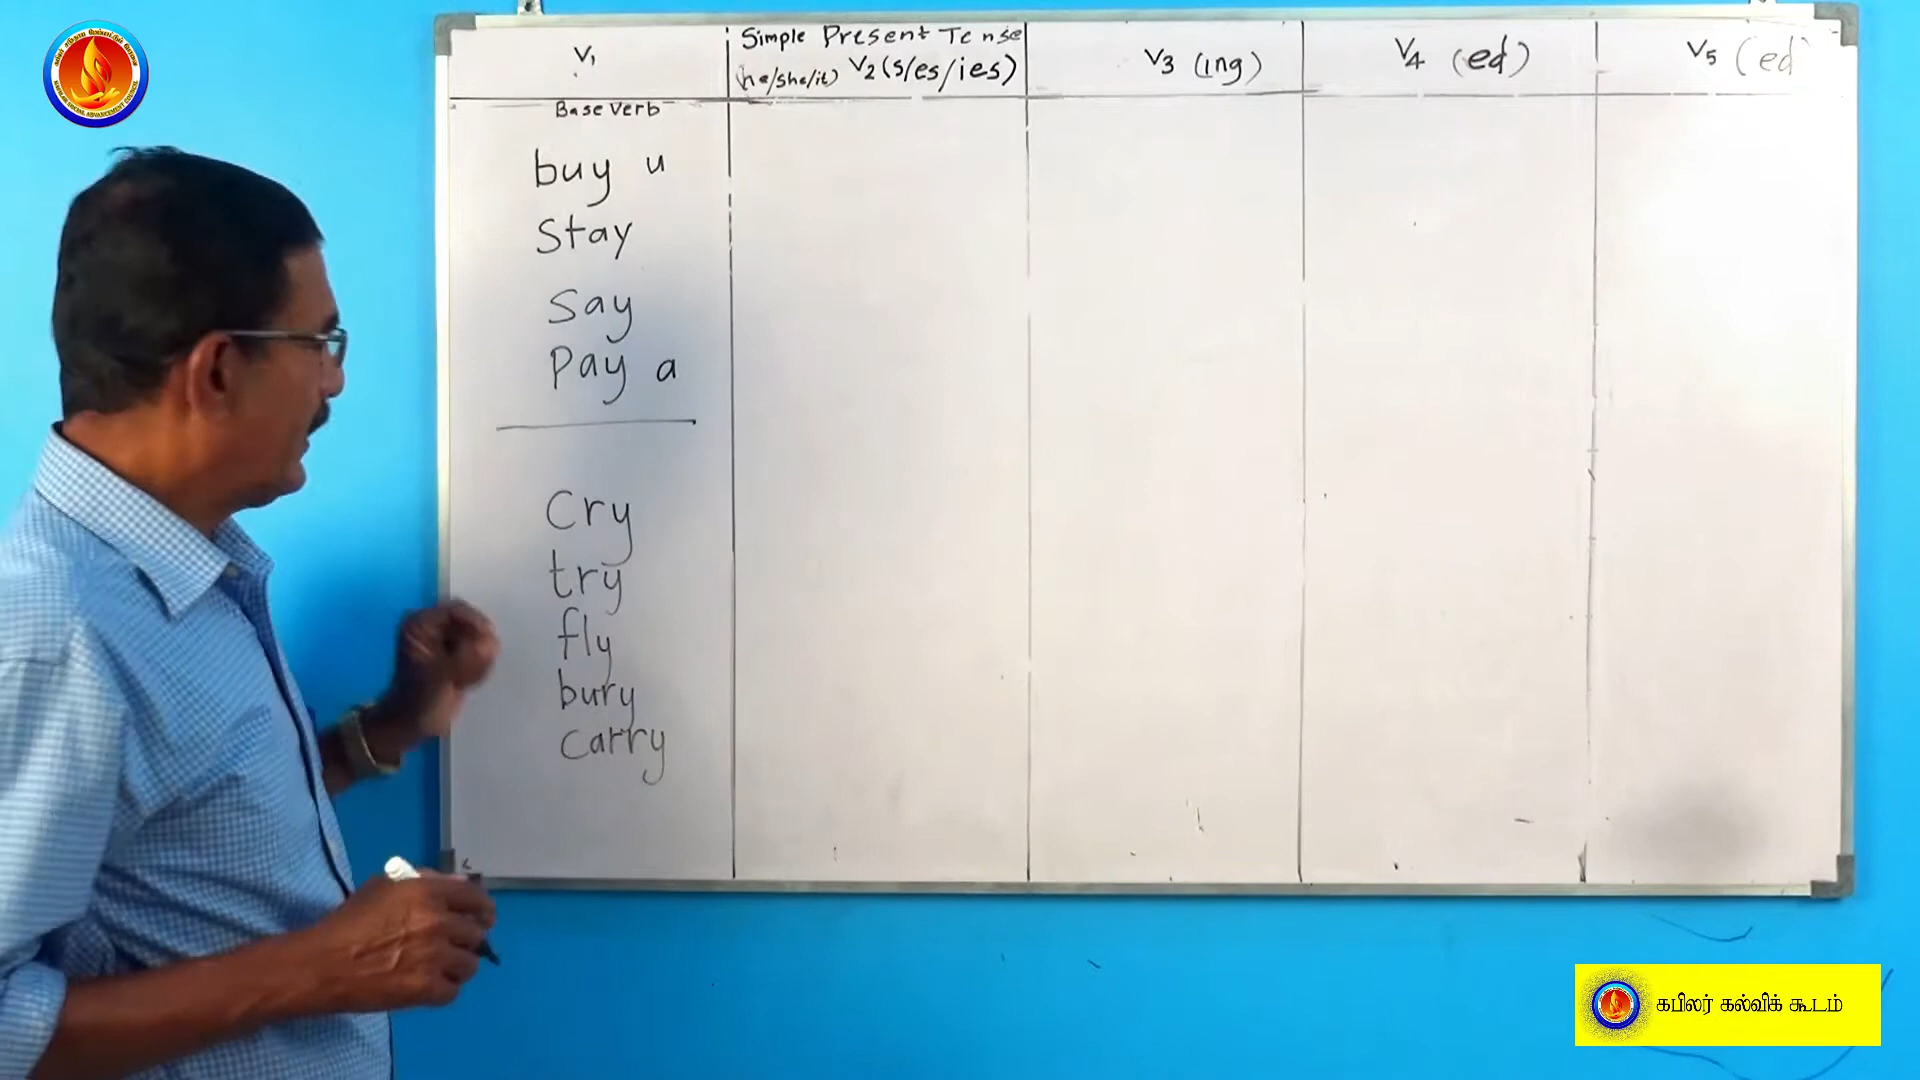 V1
Simple Present Tense
(he/she/it) V2 (s/es/ies)
V3 (ing)
V4 (ed)
V5 (ed
Base Verb
buy u
Stay
Say
Pay a
Cry
try
fly
bury
carry
கபிலர் கல்விக் கூடம்